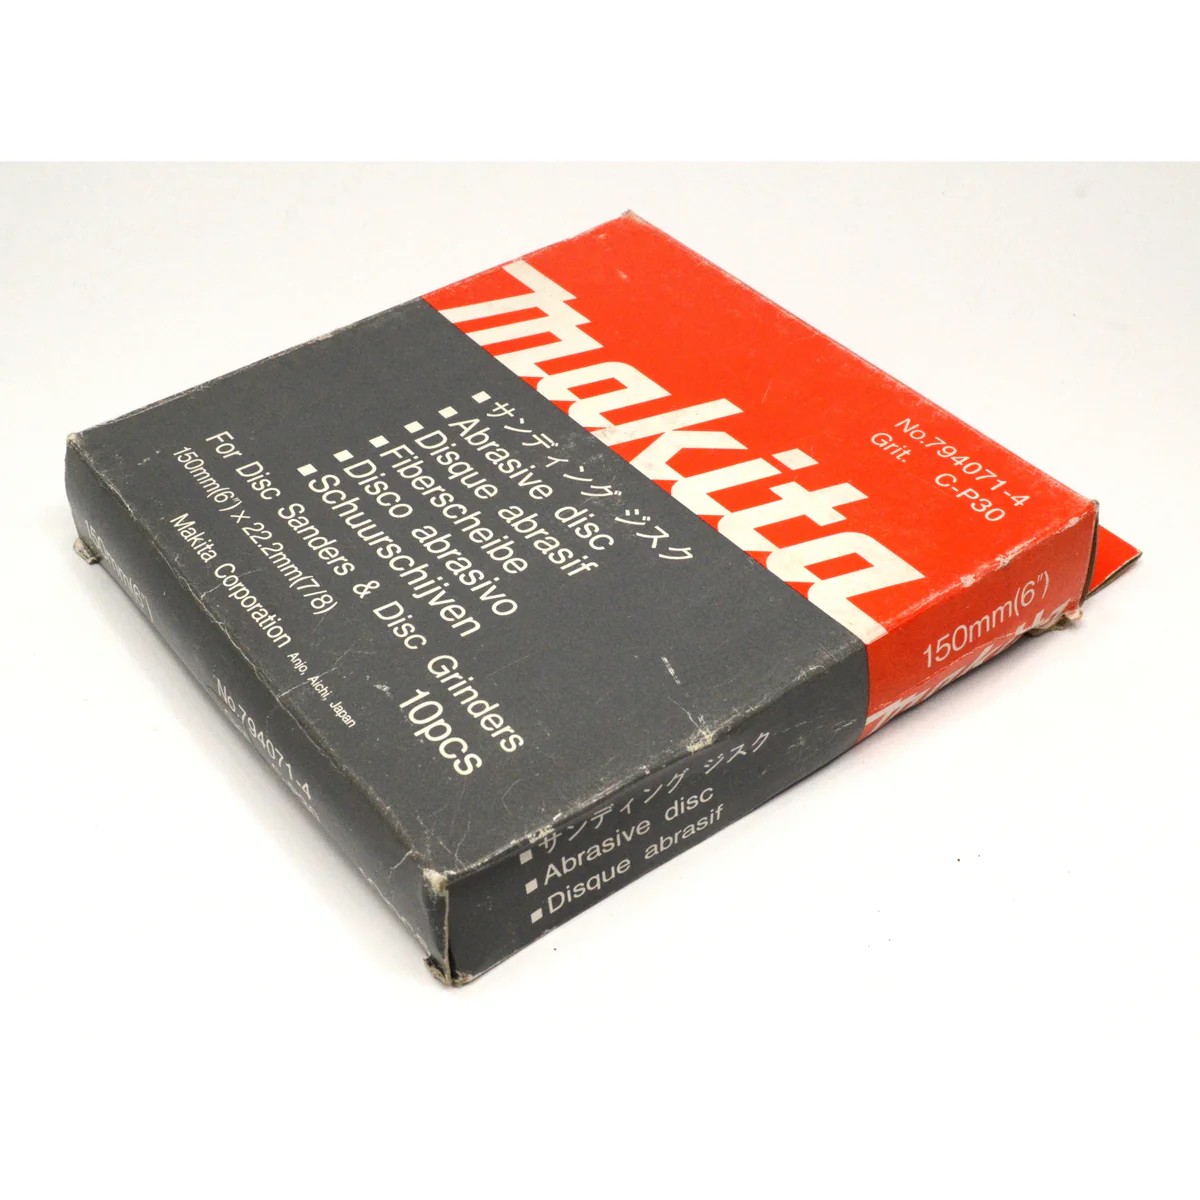 makita
No.794071-4
Grit. C-P30
■ サンディング ジスク
■ Abrasive disc
■ Disque abrasif
■ Fiberscheibe
■ Disco abrasivo
■ Schuurschijven
For Disc Sanders & Disc Grinders
150mm(6") x 22.2mm(7/8) 10pcs
Makita Corporation Anjo, Aichi, Japan
150mm(6")
■ サンディング ジスク
■ Abrasive disc
■ Disque abrasif
No.794071-4